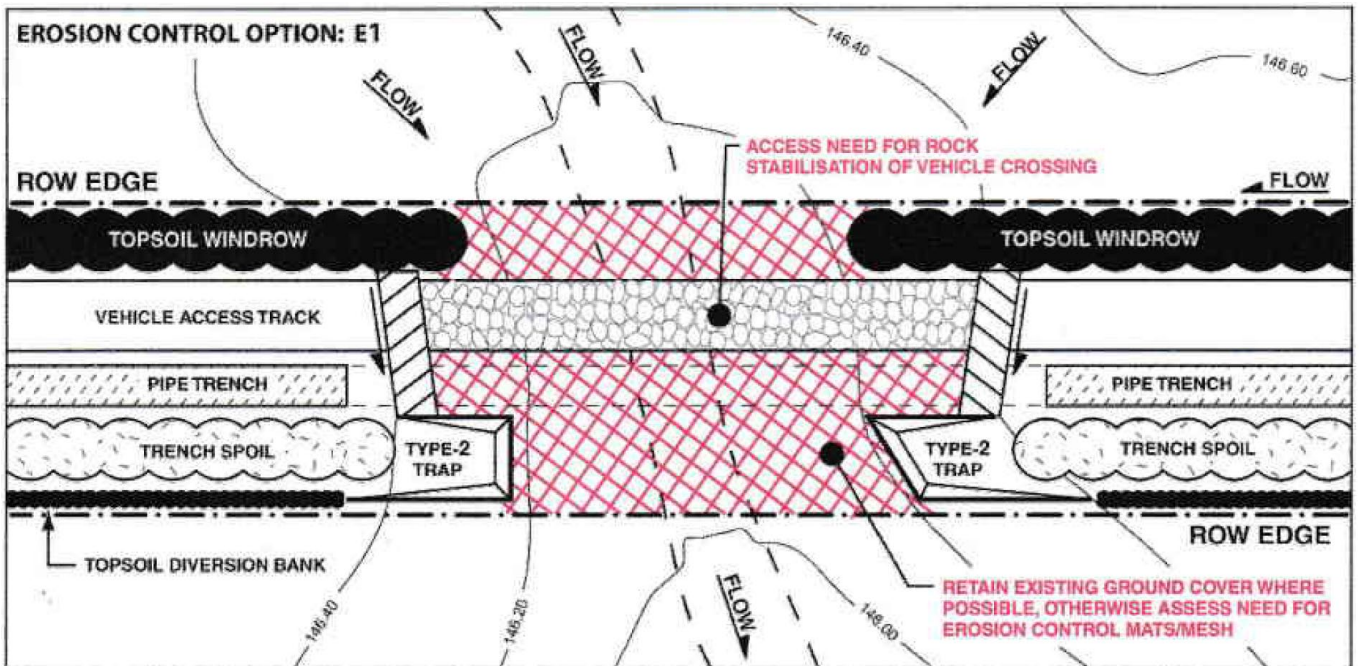 EROSION CONTROL OPTION: E1
FLOW
FLOW
146.40
FLOW
146.60
ACCESS NEED FOR ROCK
STABILISATION OF VEHICLE CROSSING
ROW EDGE
FLOW
TOPSOIL WINDROW
TOPSOIL WINDROW
VEHICLE ACCESS TRACK
PIPE TRENCH
PIPE TRENCH
TRENCH SPOIL
TYPE-2
TRAP
TYPE-2
TRAP
TRENCH SPOIL
ROW EDGE
TOPSOIL DIVERSION BANK
RETAIN EXISTING GROUND COVER WHERE
POSSIBLE, OTHERWISE ASSESS NEED FOR
EROSION CONTROL MATS/MESH
146.40
146.20
FLOW
146.00